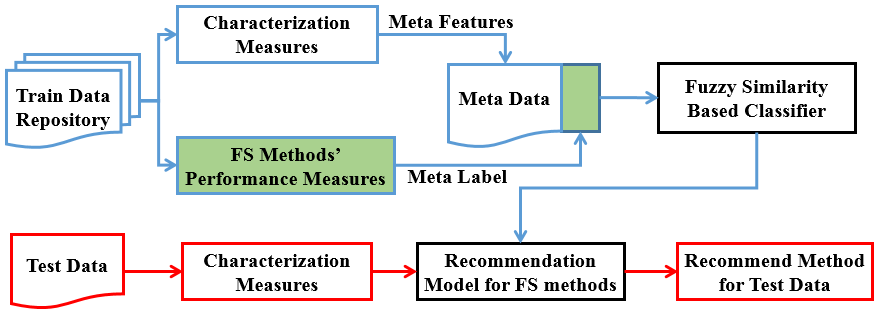 Characterization
Measures
Meta Features
Train Data
Repository
Meta Data
Fuzzy Similarity
Based Classifier
FS Methods’
Performance Measures
Meta Label
Test Data
Characterization
Measures
Recommendation
Model for FS methods
Recommend Method
for Test Data